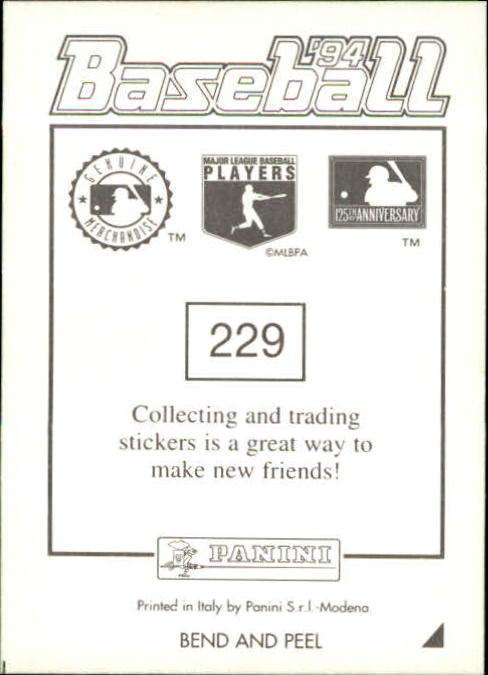 '94
Baseball
GENUINE
MERCHANDISE
TM
MAJOR LEAGUE BASEBALL
PLAYERS
©MLBPA
125TH ANNIVERSARY
TM
229
Collecting and trading
stickers is a great way to
make new friends!
PANINI
Printed in Italy by Panini S.r.l.-Modena
BEND AND PEEL